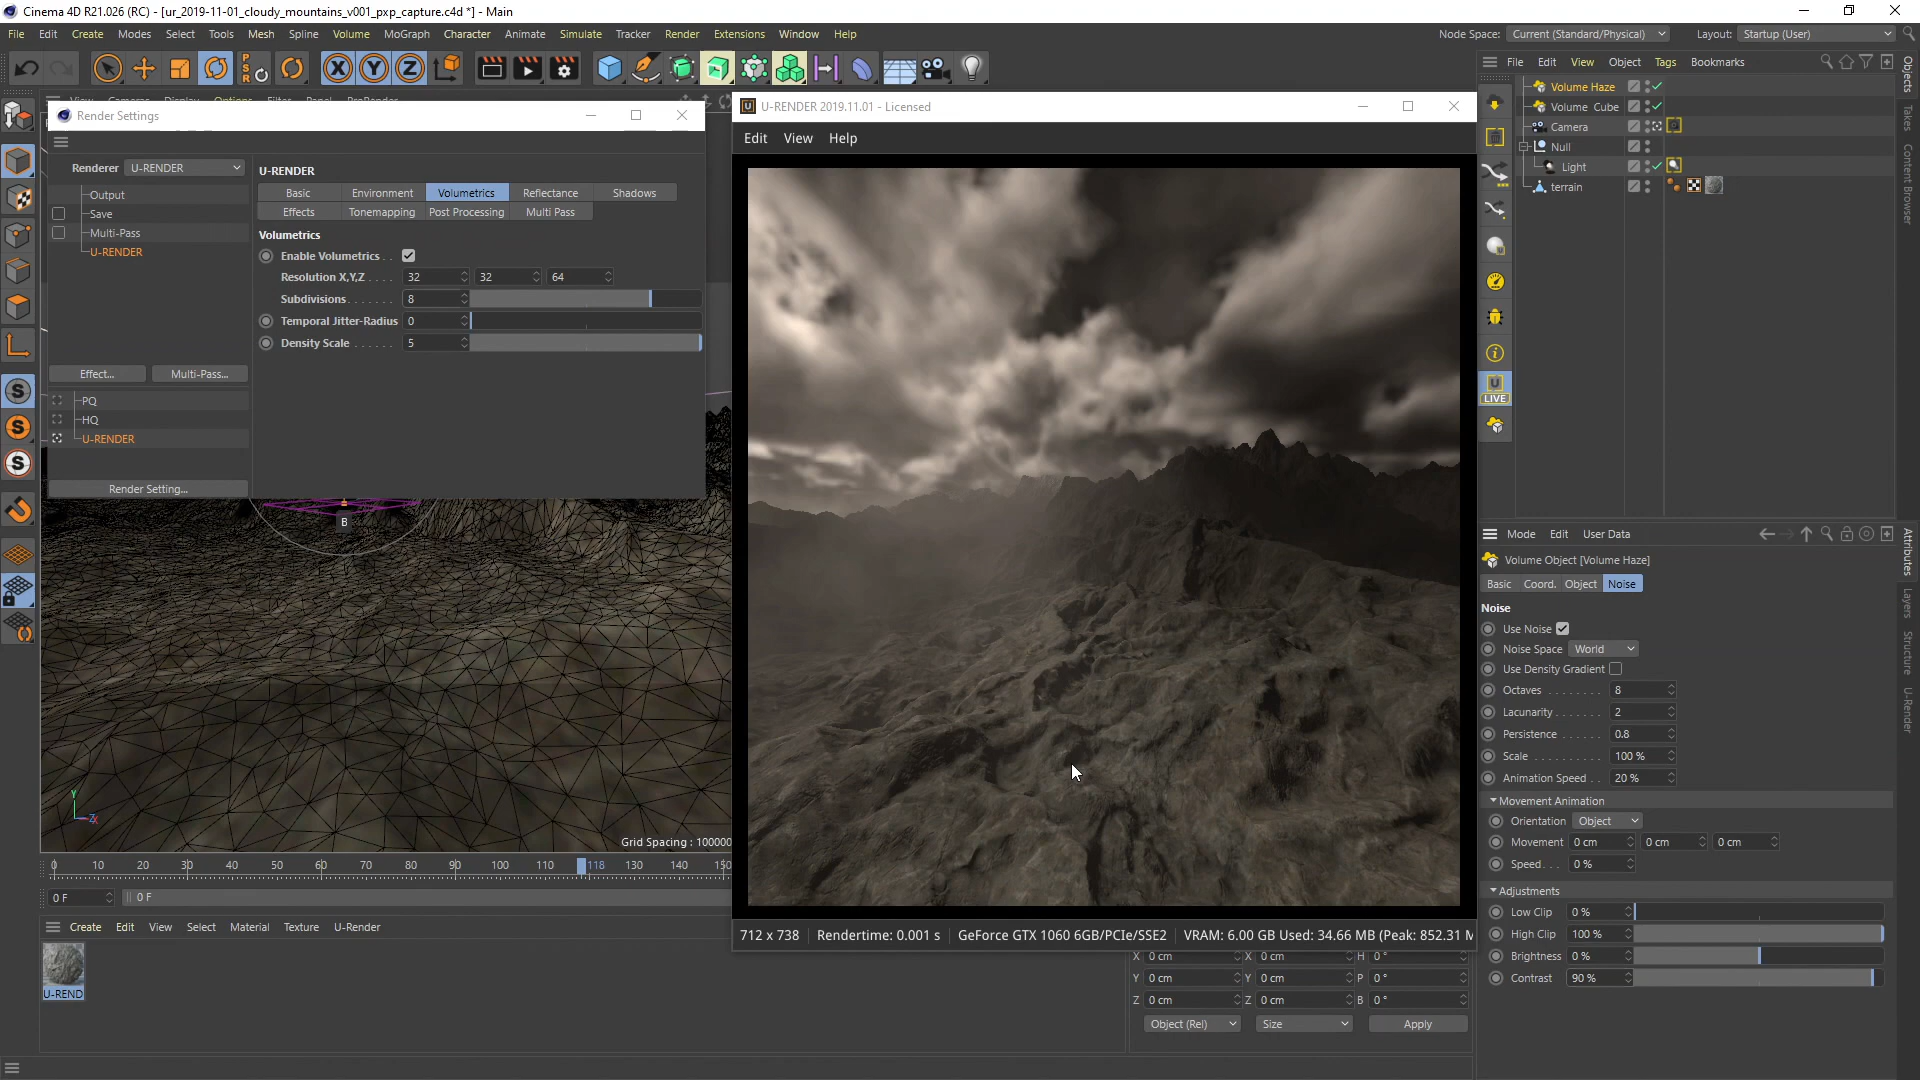 Cinema 4D R21.026 (RC) - [ur_2019-11-01_cloudy_mountains_v001_pxp_capture.c4d *] - Main
File Edit Create Modes Select Tools Mesh Spline Volume MoGraph Character Animate Simulate Tracker Render Extensions Window Help
Node Space: Current (Standard/Physical) Layout: Startup (User)
P S R
X Y Z
File Edit View Object Tags Bookmarks
Objects
Takes
Content Browser
Volume Haze
Volume Cube
Camera
Null
Light
terrain
LIVE
Render Settings
Renderer U-RENDER
Output
Save
Multi-Pass
U-RENDER
Effect... Multi-Pass...
PQ
HQ
U-RENDER
Render Setting...
U-RENDER
Basic Environment Volumetrics Reflectance Shadows
Effects Tonemapping Post Processing Multi Pass
Volumetrics
Enable Volumetrics . .
Resolution X,Y,Z . . . . 32 32 64
Subdivisions . . . . . . . 8
Temporal Jitter-Radius 0
Density Scale . . . . . . 5
B
Y
Z
Grid Spacing : 100000
0 10 20 30 40 50 60 70 80 90 100 110 118 130 140 150
0 F 0 F
Create Edit View Select Material Texture U-Render
U-REND
U-RENDER 2019.11.01 - Licensed
Edit View Help
712 x 738 Rendertime: 0.001 s GeForce GTX 1060 6GB/PCIe/SSE2 VRAM: 6.00 GB Used: 34.66 MB (Peak: 852.31 M
X 0 cm X 0 cm H 0 °
Y 0 cm Y 0 cm P 0 °
Z 0 cm Z 0 cm B 0 °
Object (Rel) Size Apply
Mode Edit User Data
Attributes
Layers
Structure
U-Render
Volume Object [Volume Haze]
Basic Coord. Object Noise
Noise
Use Noise
Noise Space World
Use Density Gradient
Octaves . . . . . . . . 8
Lacunarity . . . . . . . 2
Persistence . . . . . . 0.8
Scale . . . . . . . . . . 100 %
Animation Speed . . 20 %
Movement Animation
Orientation Object
Movement 0 cm 0 cm 0 cm
Speed . . . 0 %
Adjustments
Low Clip 0 %
High Clip 100 %
Brightness 0 %
Contrast 90 %